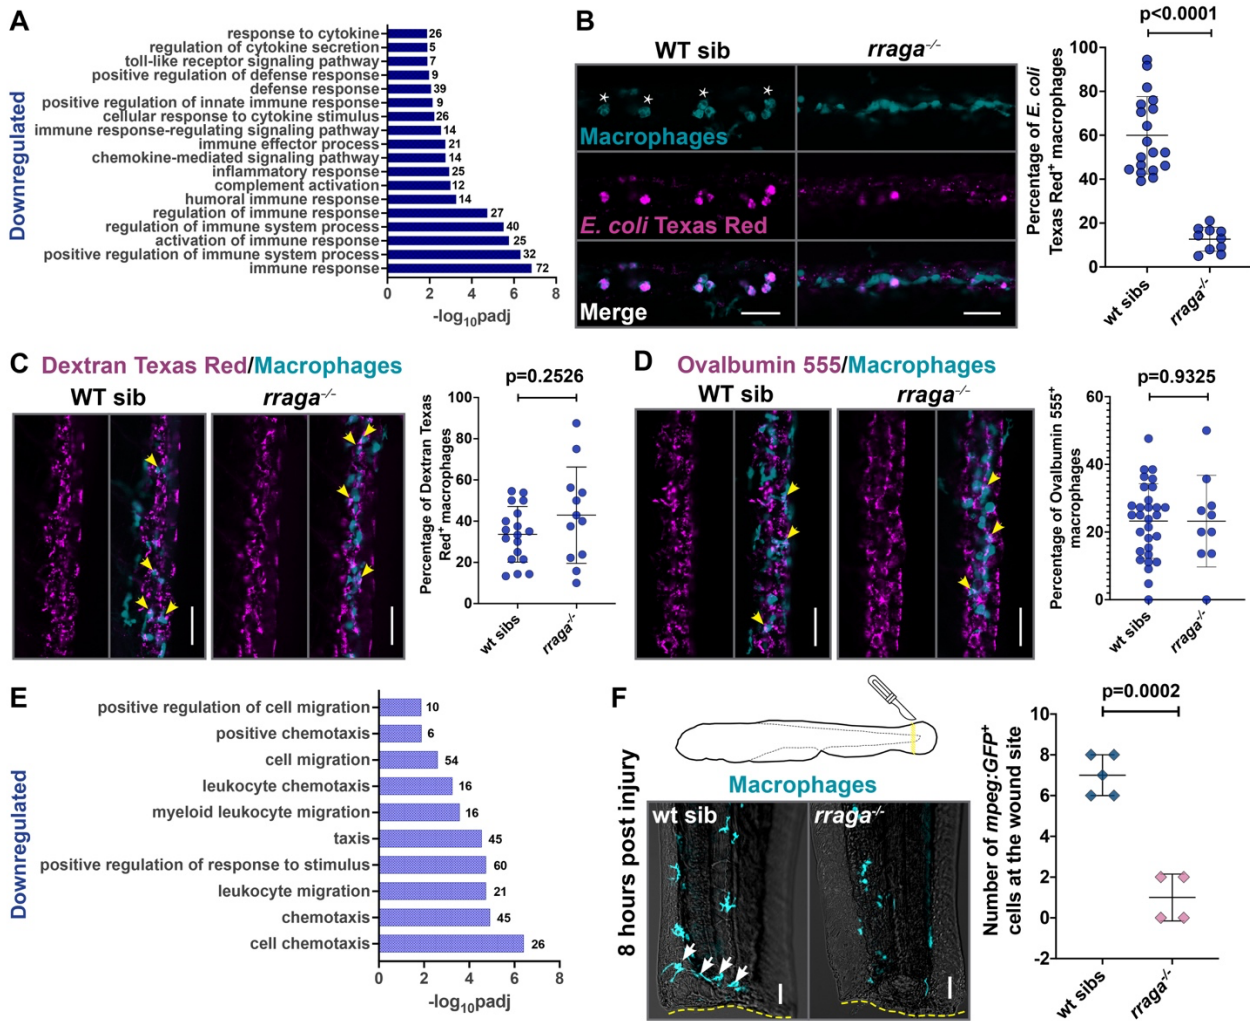 A
Downregulated
response to cytokine 26
regulation of cytokine secretion 5
toll-like receptor signaling pathway 7
positive regulation of defense response 9
defense response 39
positive regulation of innate immune response 9
cellular response to cytokine stimulus 26
immune response-regulating signaling pathway 14
immune effector process 21
chemokine-mediated signaling pathway 14
inflammatory response 25
complement activation 12
humoral immune response 14
regulation of immune response 27
regulation of immune system process 40
activation of immune response 25
positive regulation of immune system process 32
immune response 72
0 2 4 6 8
-log10padj
B
WT sib rraga-/-
* * * *
Macrophages
E. coli Texas Red
Merge
p<0.0001
Percentage of E. coli
Texas Red+ macrophages
100
80
60
40
20
0
wt sibs rraga-/-
C Dextran Texas Red/Macrophages
WT sib rraga-/-
p=0.2526
Percentage of Dextran Texas
Red+ macrophages
100
80
60
40
20
0
wt sibs rraga-/-
D Ovalbumin 555/Macrophages
WT sib rraga-/-
p=0.9325
Percentage of Ovalbumin 555+
macrophages
60
40
20
0
wt sibs rraga-/-
E
Downregulated
positive regulation of cell migration 10
positive chemotaxis 6
cell migration 54
leukocyte chemotaxis 16
myeloid leukocyte migration 16
taxis 45
positive regulation of response to stimulus 60
leukocyte migration 21
chemotaxis 45
cell chemotaxis 26
0 2 4 6 8
-log10padj
F
8 hours post injury
Macrophages
wt sib rraga-/-
p=0.0002
Number of mpeg:GFP+
cells at the wound site
10
8
6
4
2
0
-2
wt sibs rraga-/-